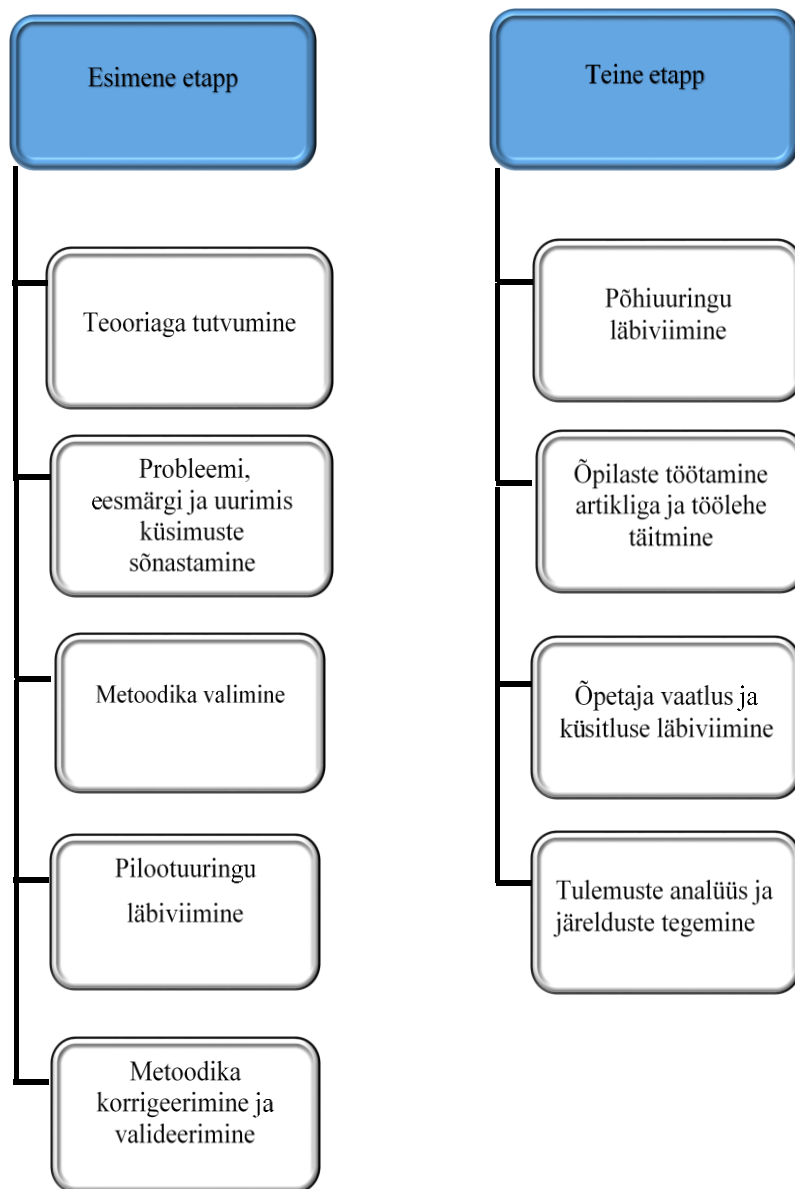 Esimene etapp
Teooriaga tutvumine
Probleemi,
eesmärgi ja uurimis
küsimuste
sõnastamine
Metoodika valimine
Pilootuuringu
läbiviimine
Metoodika
korrigeerimine ja
valideerimine
Teine etapp
Põhiuuringu
läbiviimine
Õpilaste töötamine
artikliga ja töölehe
täitmine
Õpetaja vaatlus ja
küsitluse läbiviimine
Tulemuste analüüs ja
järelduste tegemine